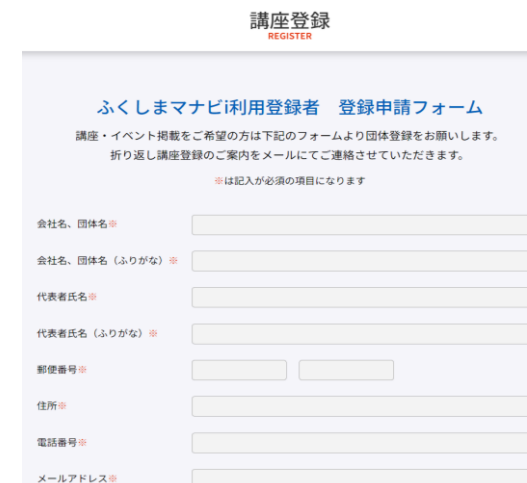 講座登録
REGISTER
ふくしまマナビi利用登録者　登録申請フォーム
講座・イベント掲載をご希望の方は下記のフォームより団体登録をお願いします。
折り返し講座登録のご案内をメールにてご連絡させていただきます。
※は記入が必須の項目になります
会社名、団体名※
会社名、団体名（ふりがな）※
代表者氏名※
代表者氏名（ふりがな）※
郵便番号※
住所※
電話番号※
メールアドレス※